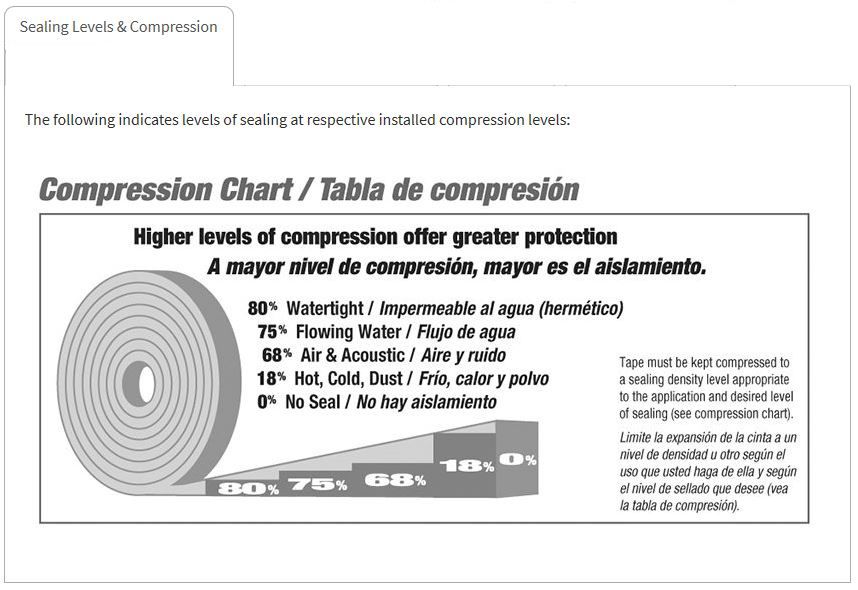 Sealing Levels & Compression
The following indicates levels of sealing at respective installed compression levels:
Compression Chart / Tabla de compresión
Higher levels of compression offer greater protection
A mayor nivel de compresión, mayor es el aislamiento.
80% Watertight / Impermeable al agua (hermético)
75% Flowing Water / Flujo de agua
68% Air & Acoustic / Aire y ruido
18% Hot, Cold, Dust / Frío, calor y polvo
0% No Seal / No hay aislamiento
80% 75% 68% 18% 0%
Tape must be kept compressed to
a sealing density level appropriate
to the application and desired level
of sealing (see compression chart).
Limite la expansión de la cinta a un
nivel de densidad u otro según el
uso que usted haga de ella y según
el nivel de sellado que desee (vea
la tabla de compresión).